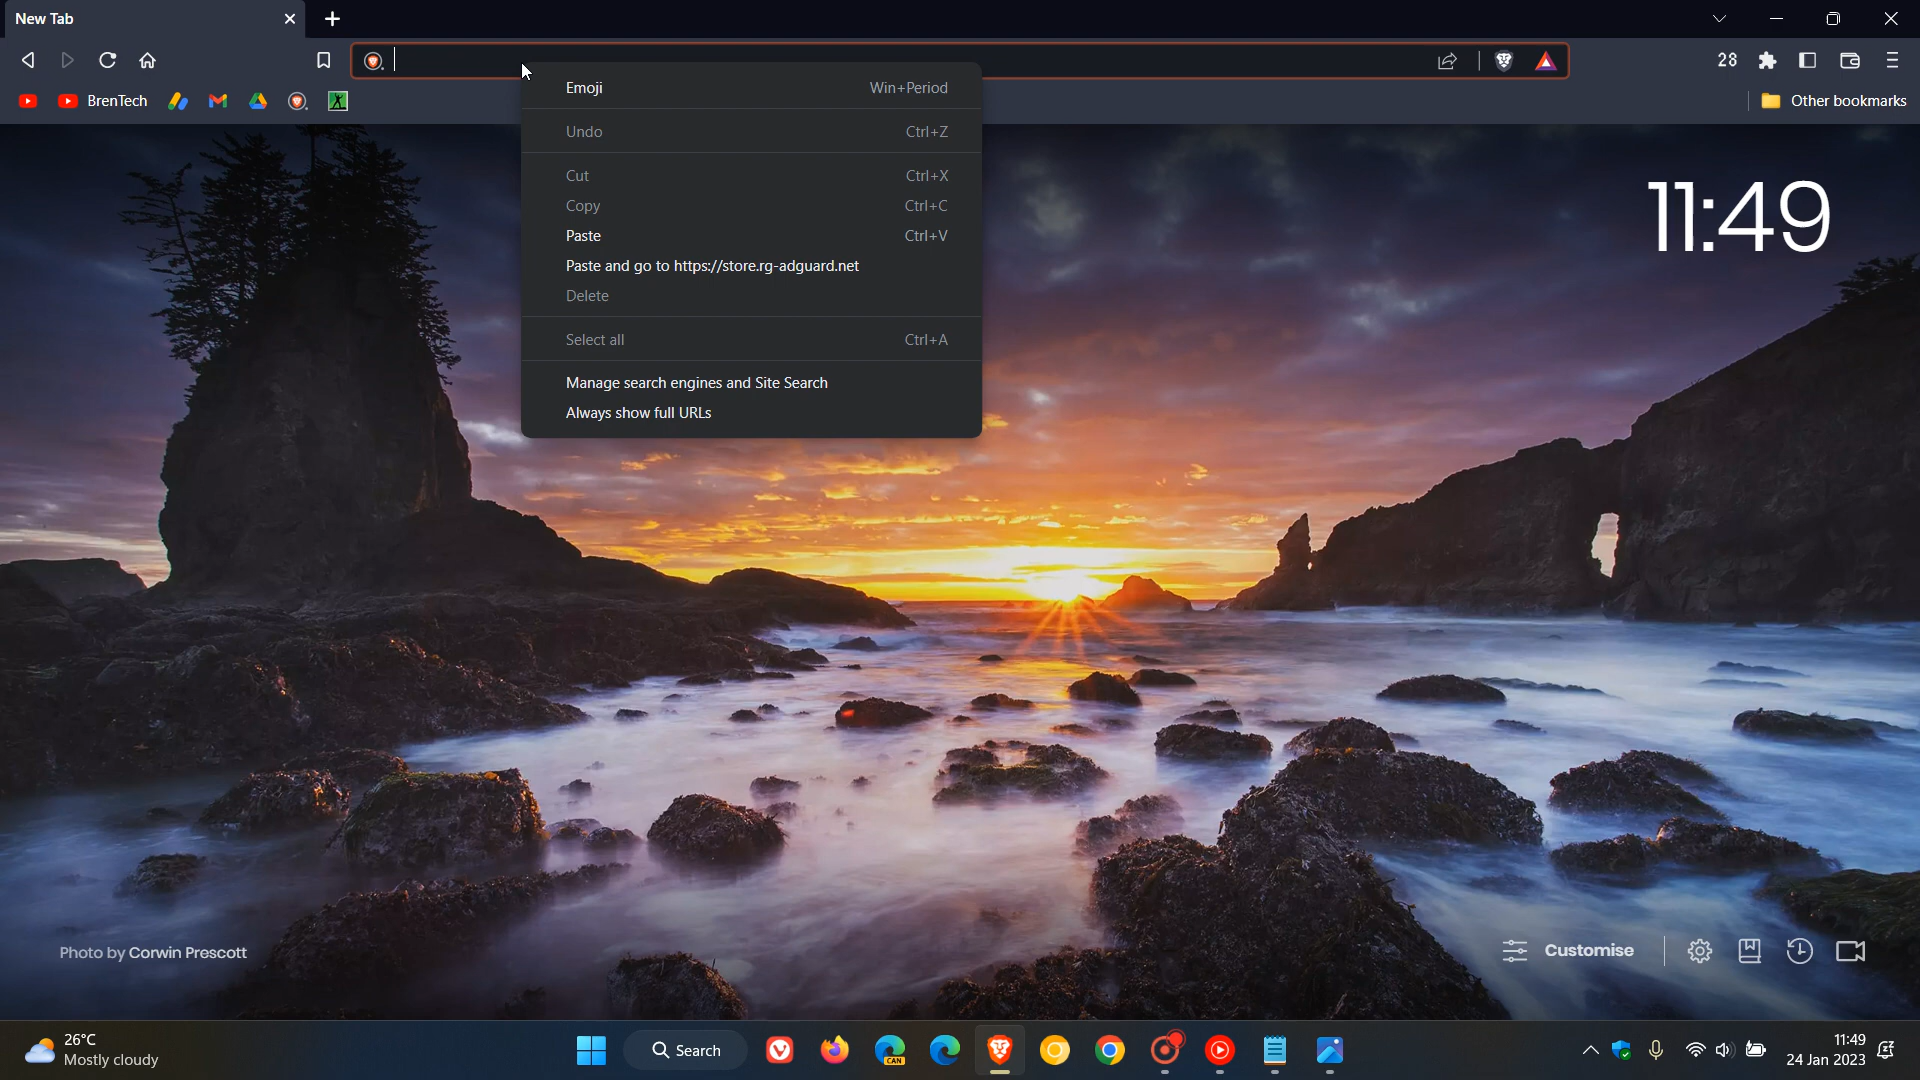 New Tab
28
BrenTech
Other bookmarks
Emoji Win+Period
Undo Ctrl+Z
Cut Ctrl+X
Copy Ctrl+C
Paste Ctrl+V
Paste and go to https://store.rg-adguard.net
Delete
Select all Ctrl+A
Manage search engines and Site Search
Always show full URLs
11:49
Photo by Corwin Prescott
Customise
26°C
Mostly cloudy
Search
CAN
11:49
24 Jan 2023